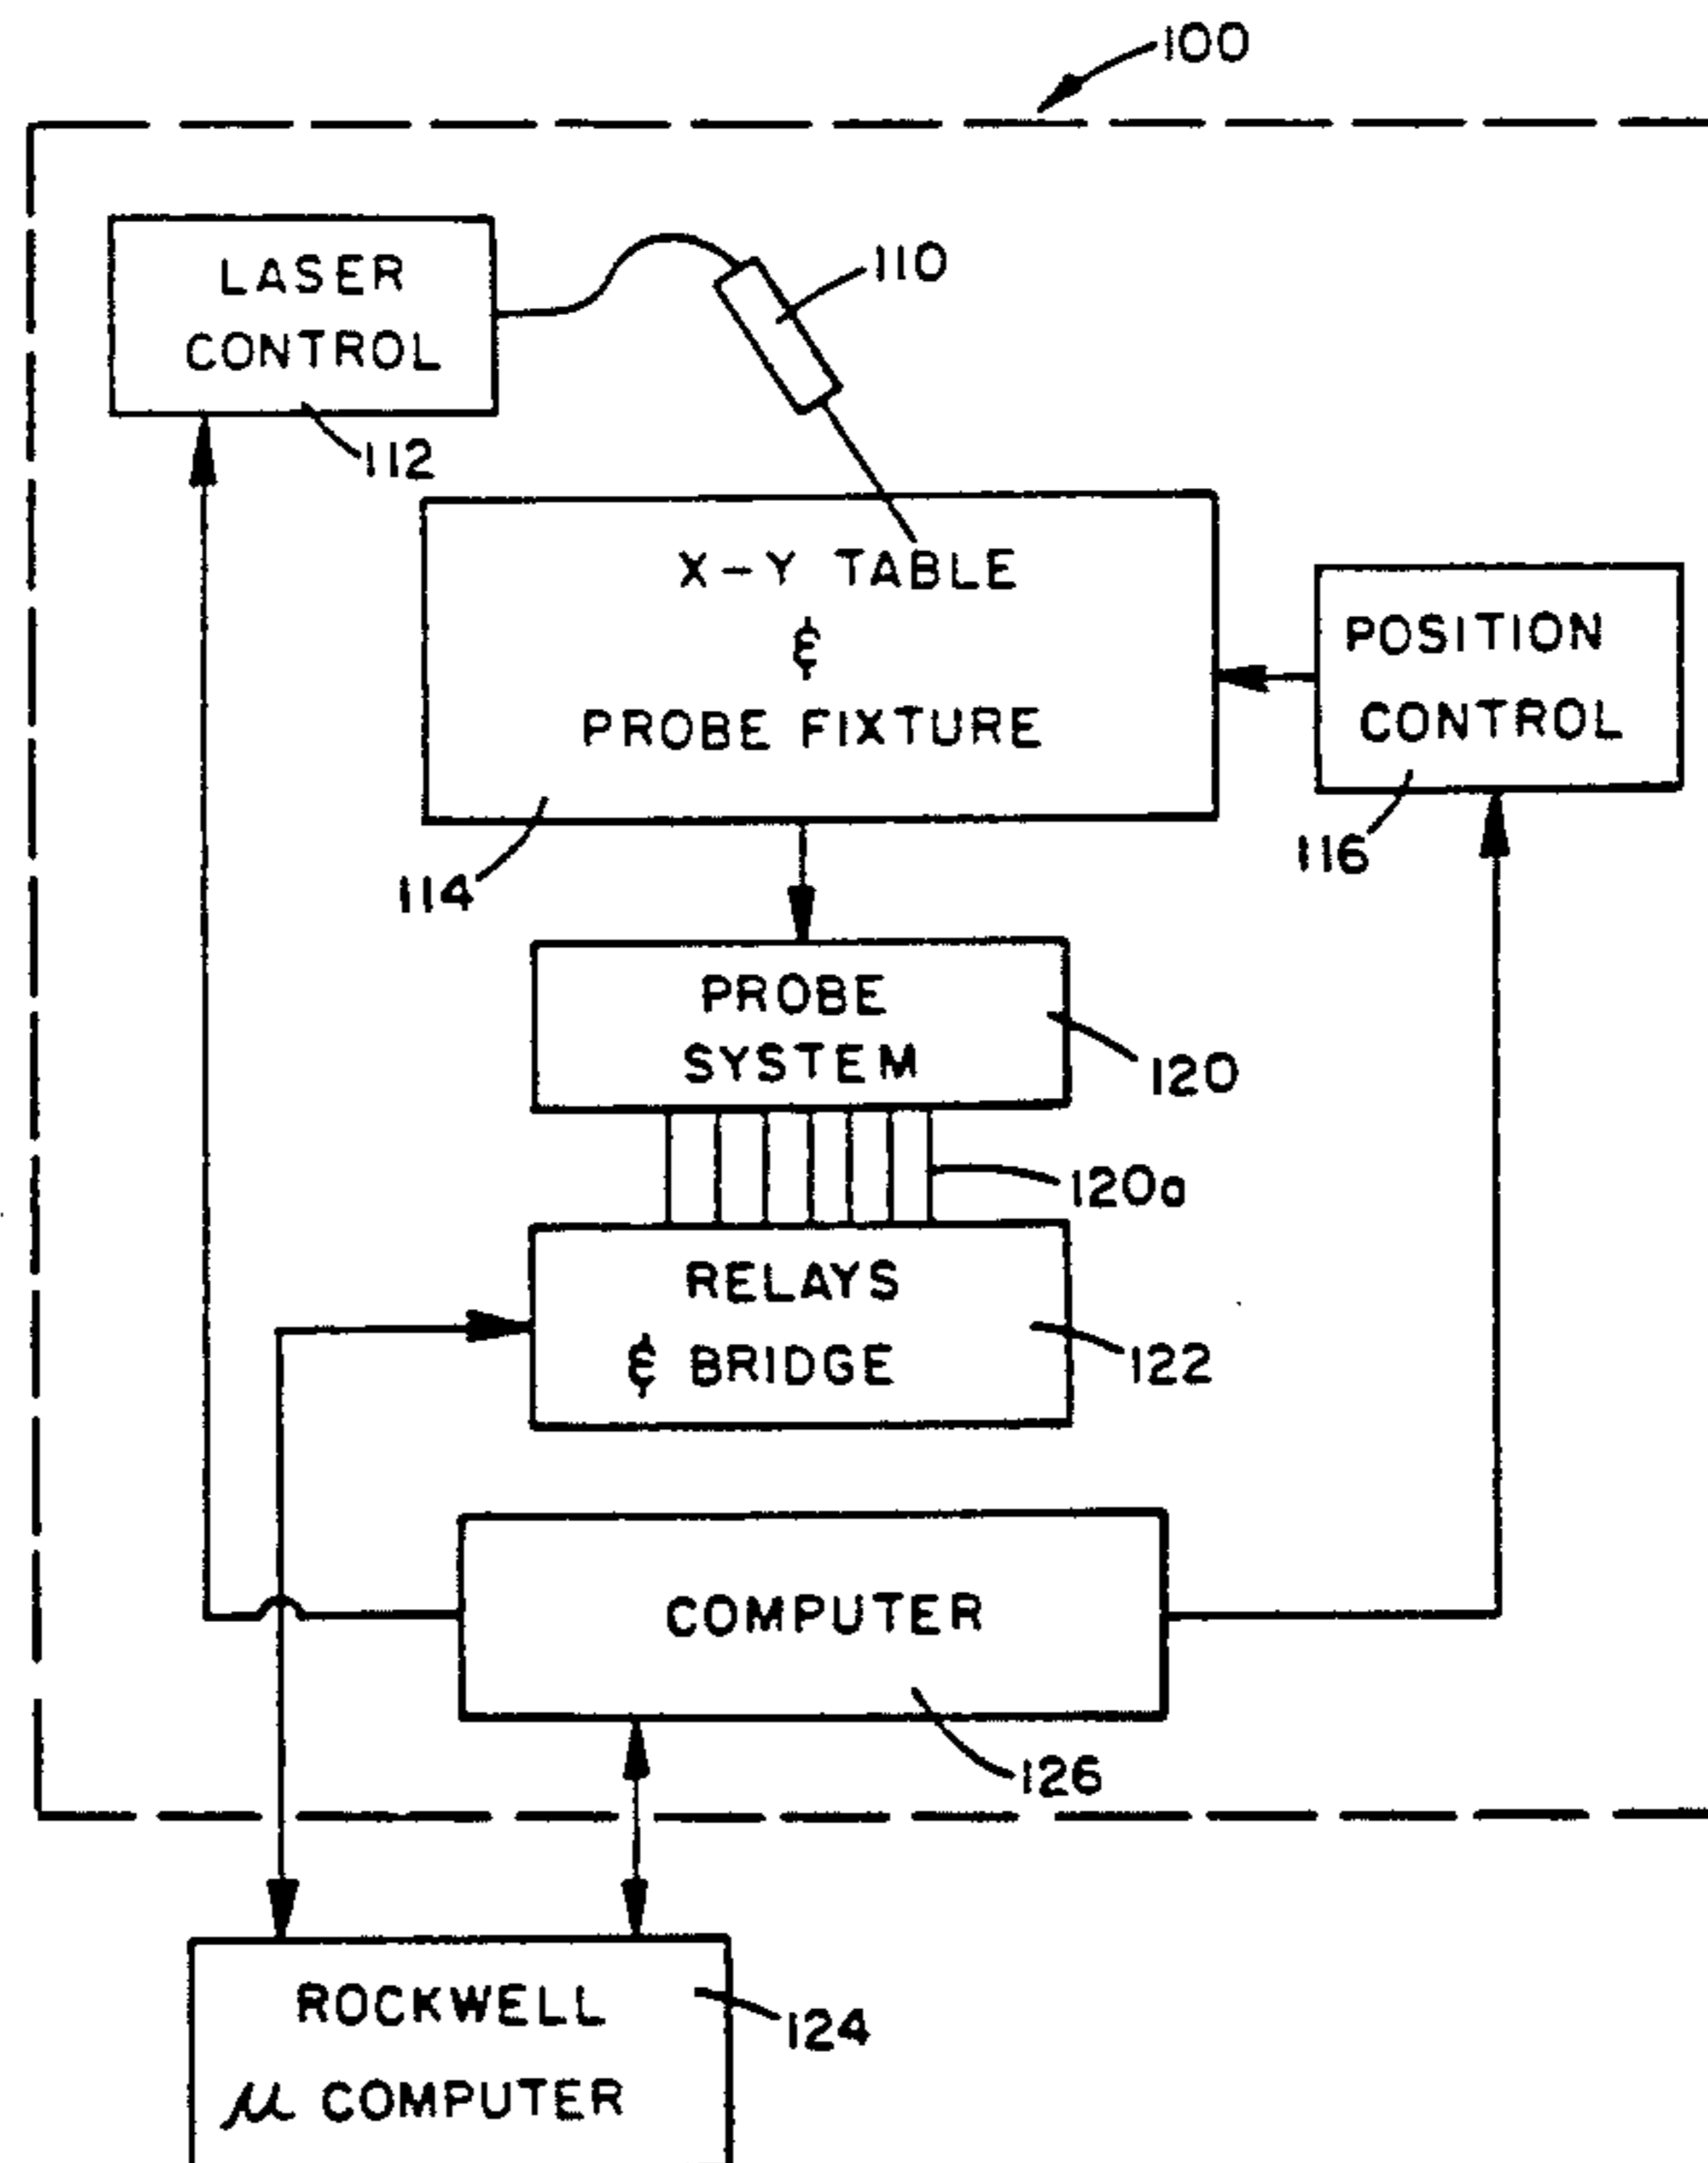 100
LASER
CONTROL
110
112
X-Y TABLE
&
PROBE FIXTURE
POSITION
CONTROL
114
116
PROBE
SYSTEM
120
120a
RELAYS
& BRIDGE
122
COMPUTER
126
ROCKWELL
μ COMPUTER
124